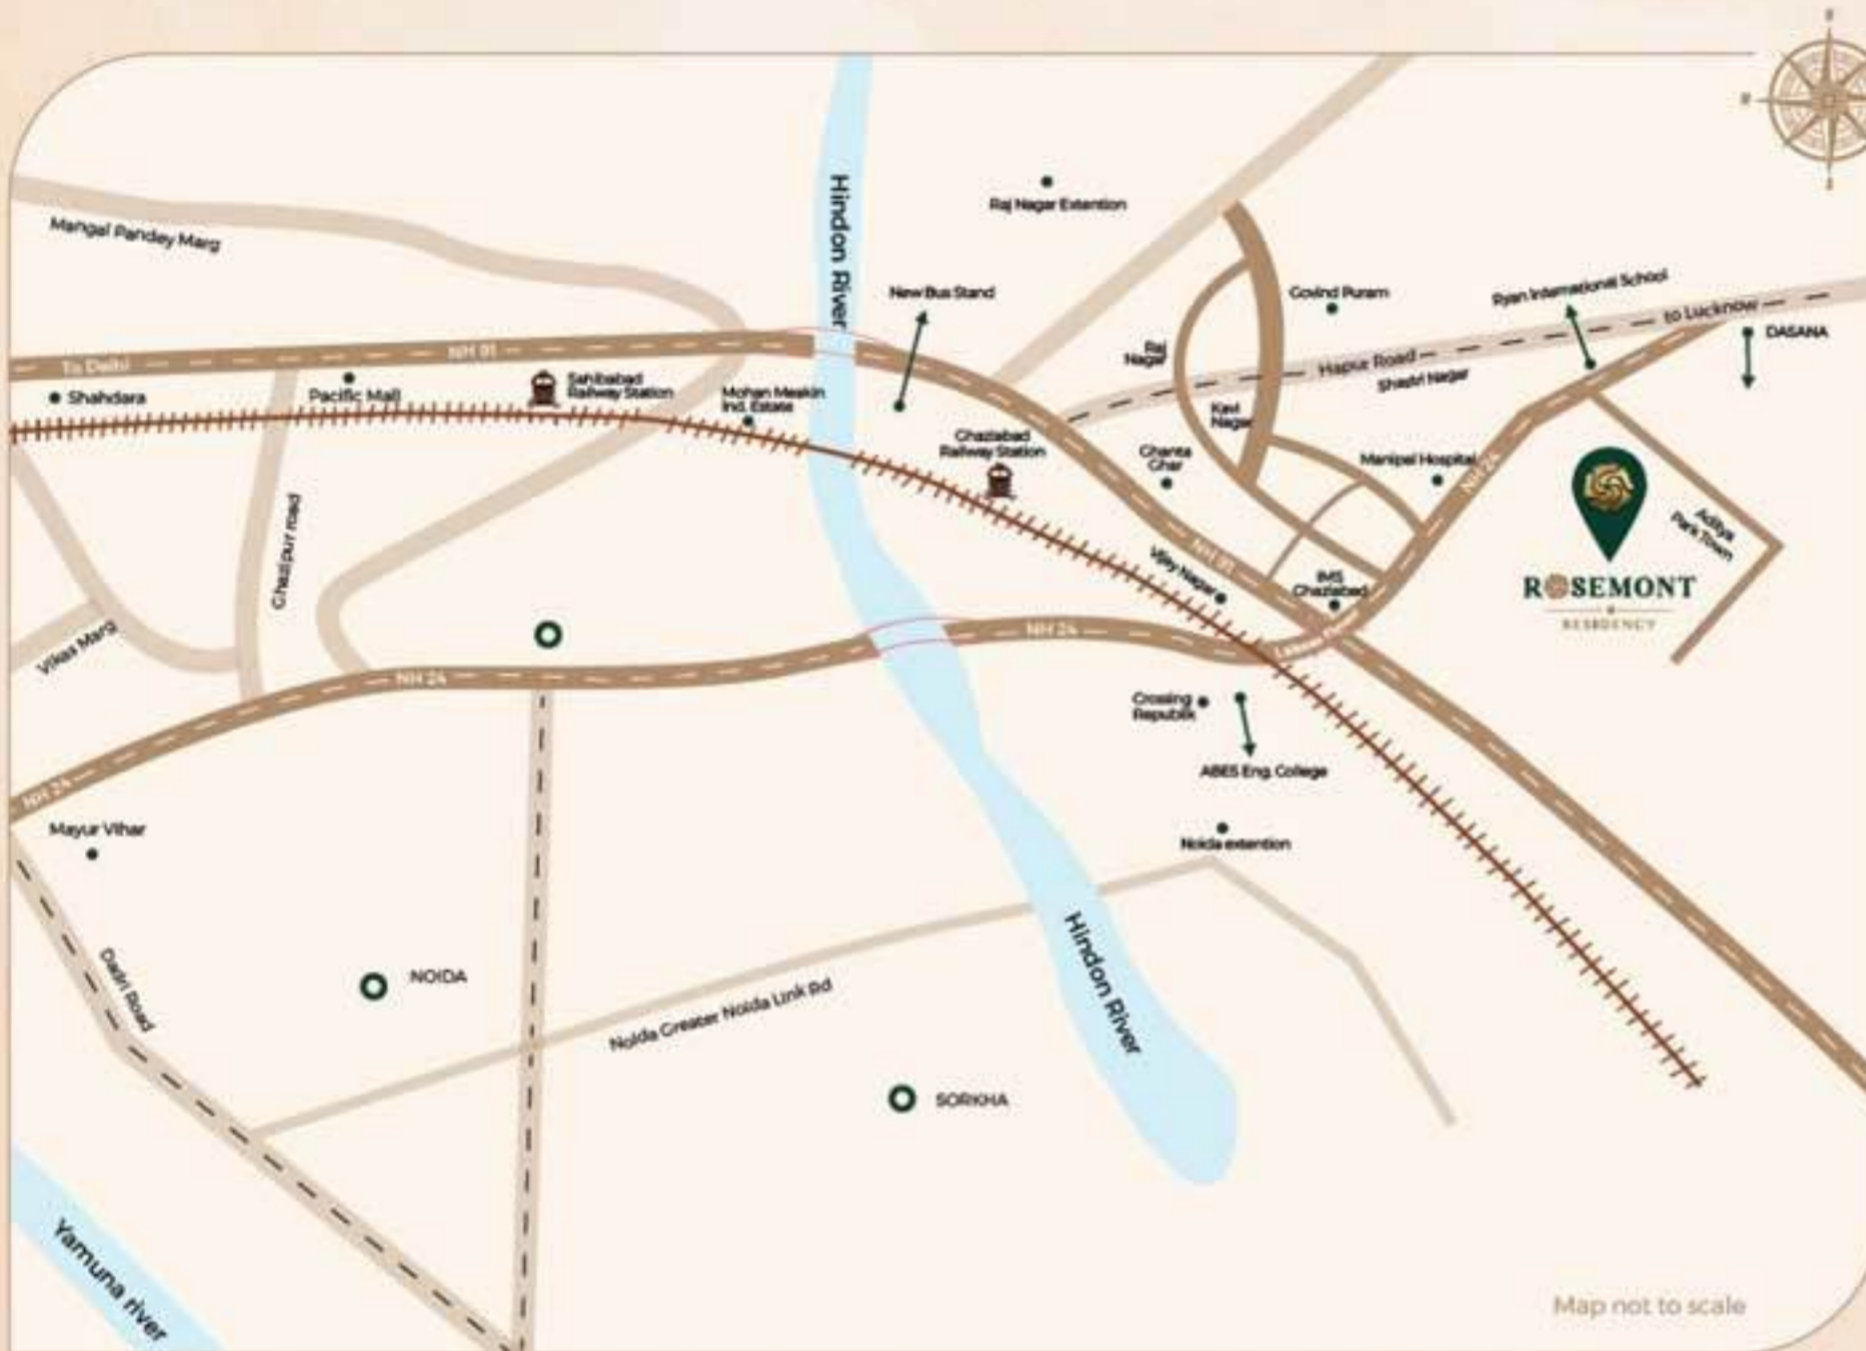 Mangal Pandey Marg
Hindon River
Raj Nagar Extention
New Bus Stand
Govind Puram
Ryan International School
to Lucknow
DASANA
To Delhi
NH 91
Shahdara
Pacific Mall
Sahibabad
Railway Station
Mohan Meakin
Ind. Estate
Raj
Nagar
Hapur Road
Shastri Nagar
Kavi
Nagar
Ghaziabad
Railway Station
Ghanta
Ghar
Manipal Hospital
NH 24
Aditya
Park Town
Ghazipur road
Vijay Nagar
NH 91
IMS
Ghaziabad
ROSEMONT
RESIDENCY
Vikas Marg
NH 24
NH 24
NH 24
Crossing
Republik
ABES Eng. College
Mayur Vihar
Noida extention
Dadri Road
NOIDA
Noida Greater Noida Link Rd
Hindon River
SORKHA
Yamuna river
Map not to scale